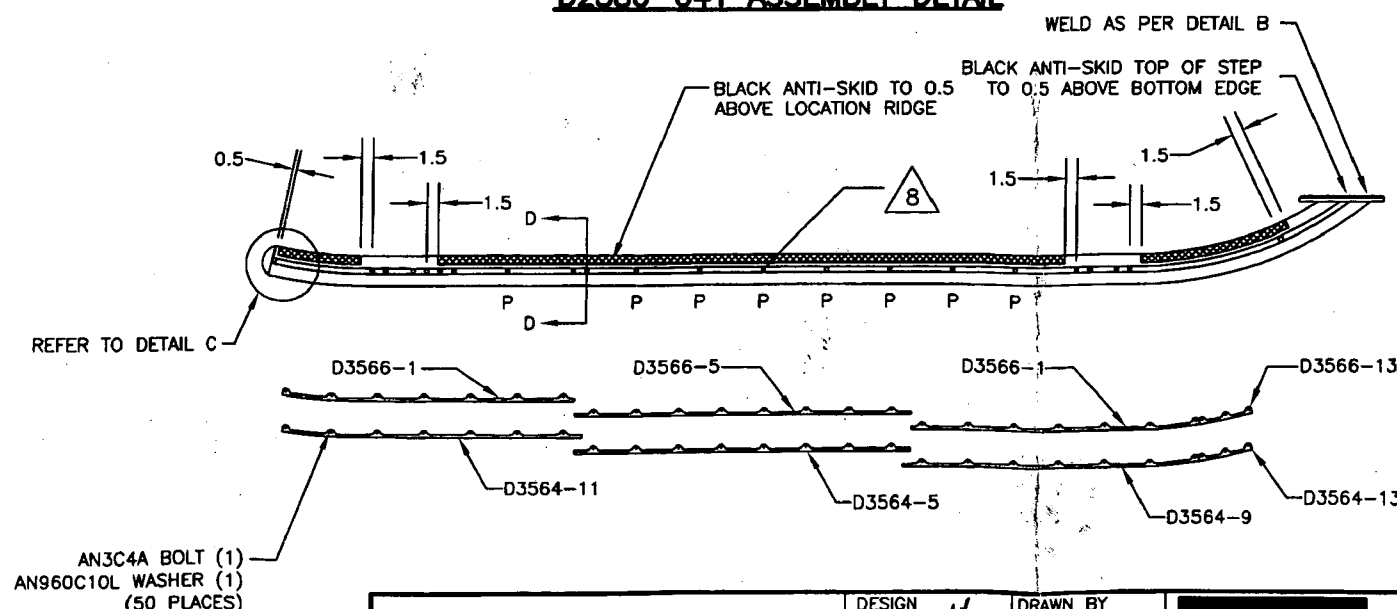 WELD AS PER DETAIL B
BLACK ANTI-SKID TOP OF STEP
TO 0.5 ABOVE BOTTOM EDGE
BLACK ANTI-SKID TO 0.5
ABOVE LOCATION RIDGE
0.5
1.5
1.5
8
1.5
1.5
1.5
D
D
P P P P P P P P
REFER TO DETAIL C
D3566-1
D3566-5
D3566-1
D3566-13
D3564-11
D3564-5
D3564-9
D3564-13
AN3C4A BOLT (1)
AN960C10L WASHER (1)
(50 PLACES)
DESIGN
DRAWN BY